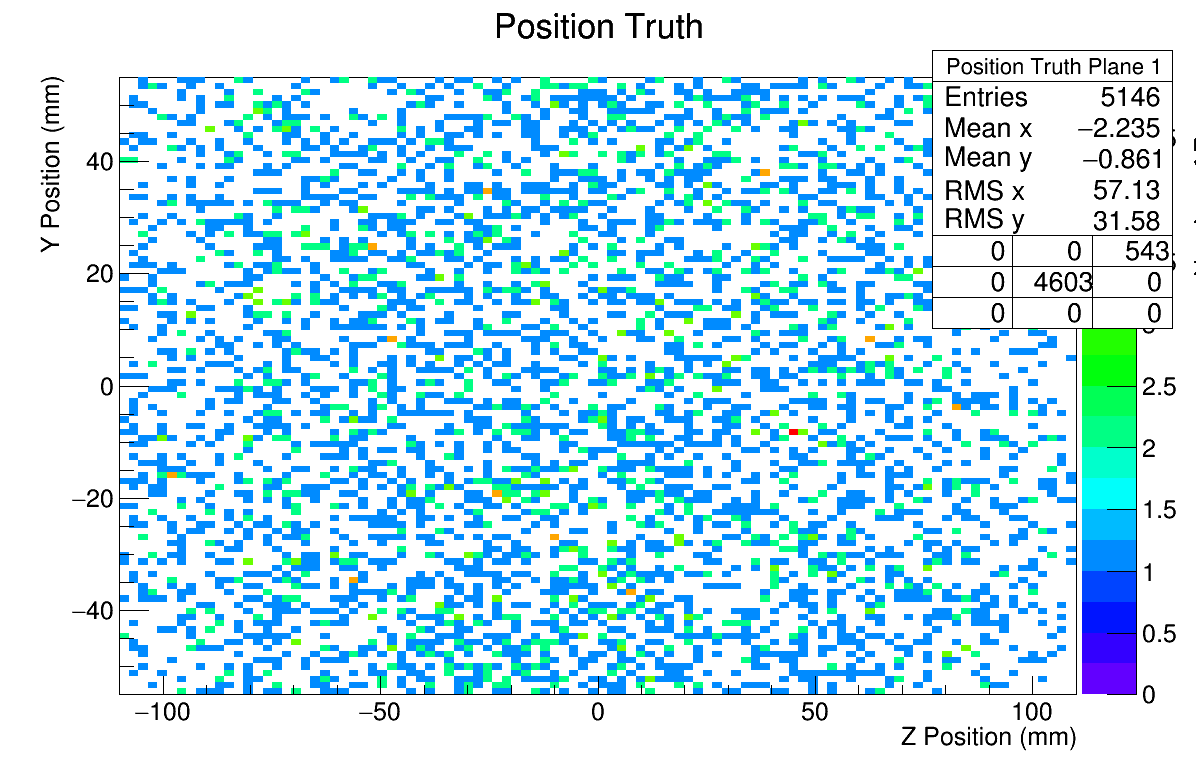 Position Truth
Position Truth Plane 1
Entries 5146
Mean x −2.235
Mean y −0.861
RMS x 57.13
RMS y 31.58
0 0 543
0 4603 0
0 0 0
Y Position (mm)
40
20
0
−20
−40
2.5
2
1.5
1
0.5
0
−100 −50 0 50 100
Z Position (mm)